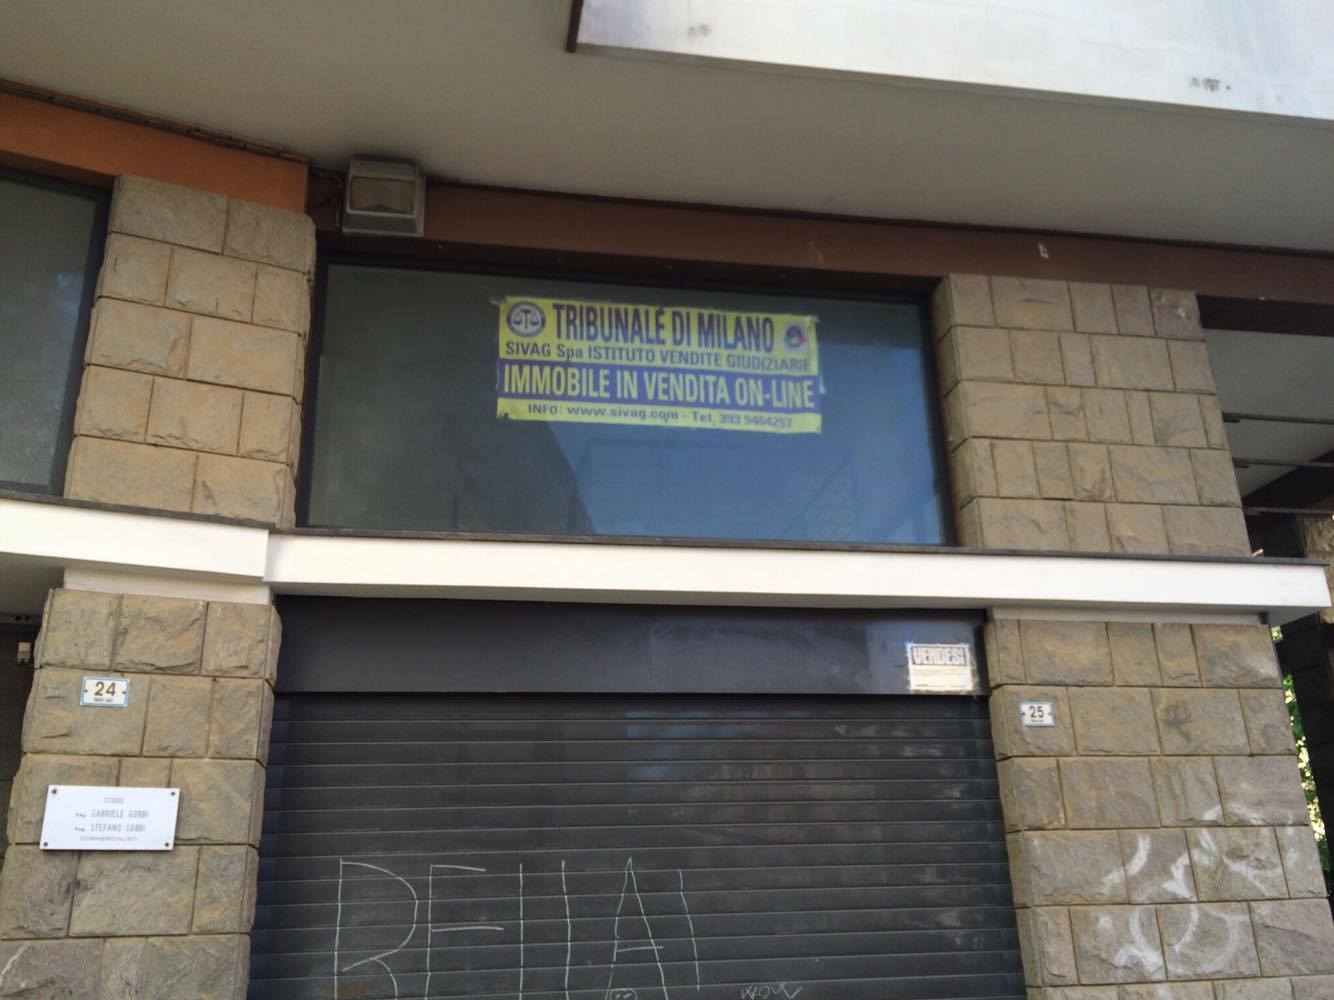 TRIBUNALE DI MILANO
SIVAG Spa ISTITUTO VENDITE GIUDIZIARIE
IMMOBILE IN VENDITA ON-LINE
INFO: www.sivag.com - Tel. 393 9464257
VENDESI
24
25
STUDIO
Rag. GABRIELE GOBBI
Rag. STEFANO GOBBI
COMMERCIALISTI